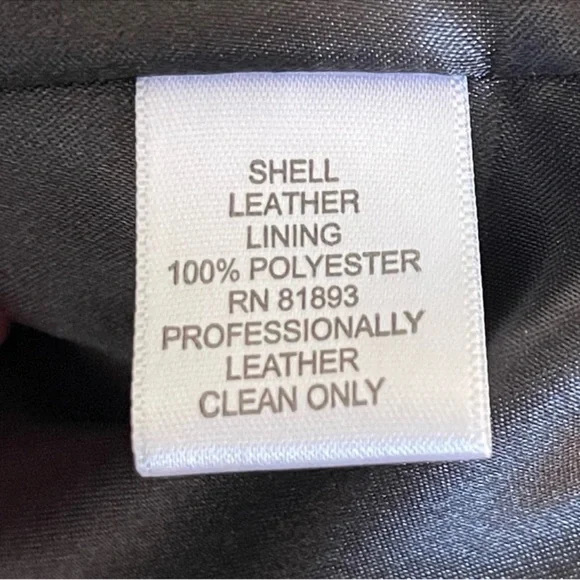 SHELL
LEATHER
LINING
100% POLYESTER
RN 81893
PROFESSIONALLY
LEATHER
CLEAN ONLY